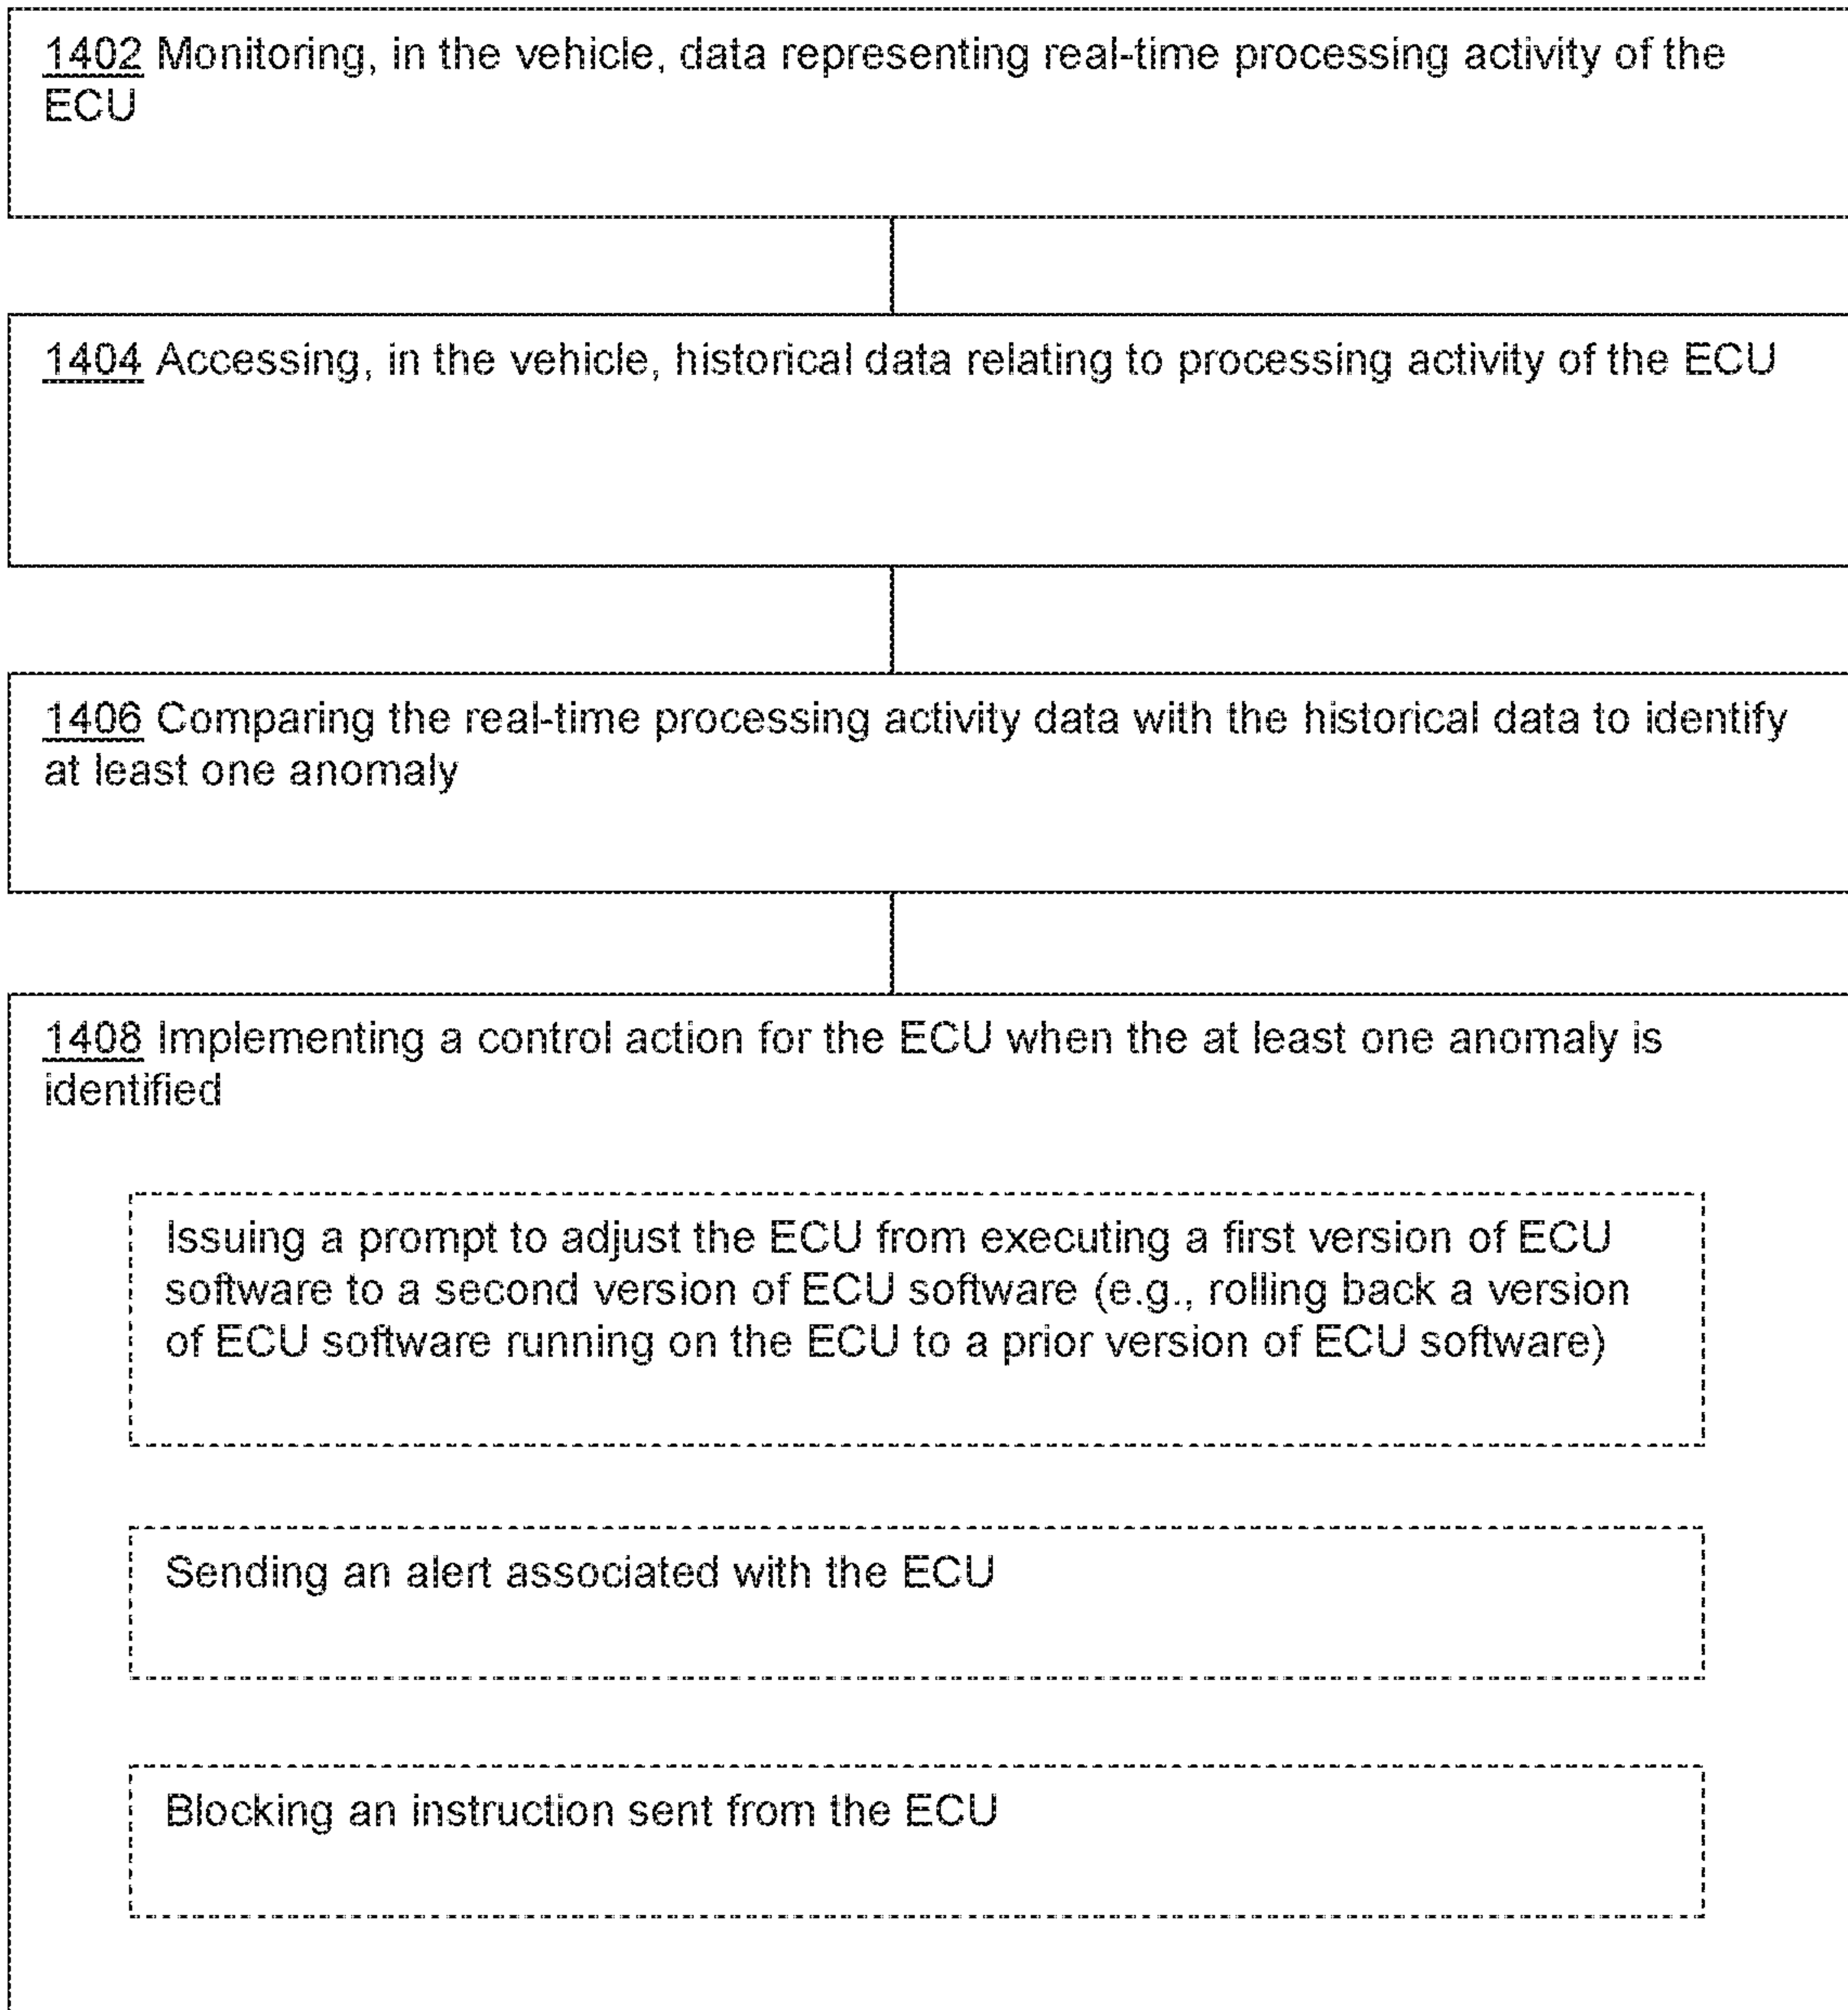 1402 Monitoring, in the vehicle, data representing real-time processing activity of the
ECU
1404 Accessing, in the vehicle, historical data relating to processing activity of the ECU
1406 Comparing the real-time processing activity data with the historical data to identify
at least one anomaly
1408 Implementing a control action for the ECU when the at least one anomaly is
identified
Issuing a prompt to adjust the ECU from executing a first version of ECU
software to a second version of ECU software (e.g., rolling back a version
of ECU software running on the ECU to a prior version of ECU software)
Sending an alert associated with the ECU
Blocking an instruction sent from the ECU